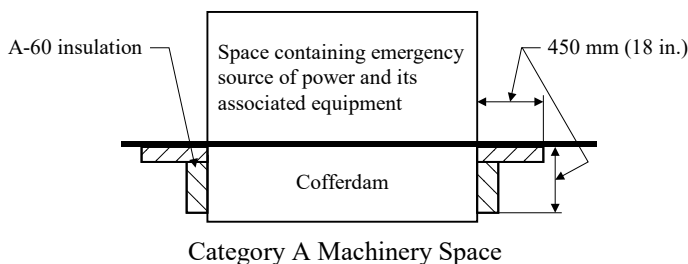 A-60 insulation
Space containing emergency
source of power and its
associated equipment
450 mm (18 in.)
Cofferdam
Category A Machinery Space